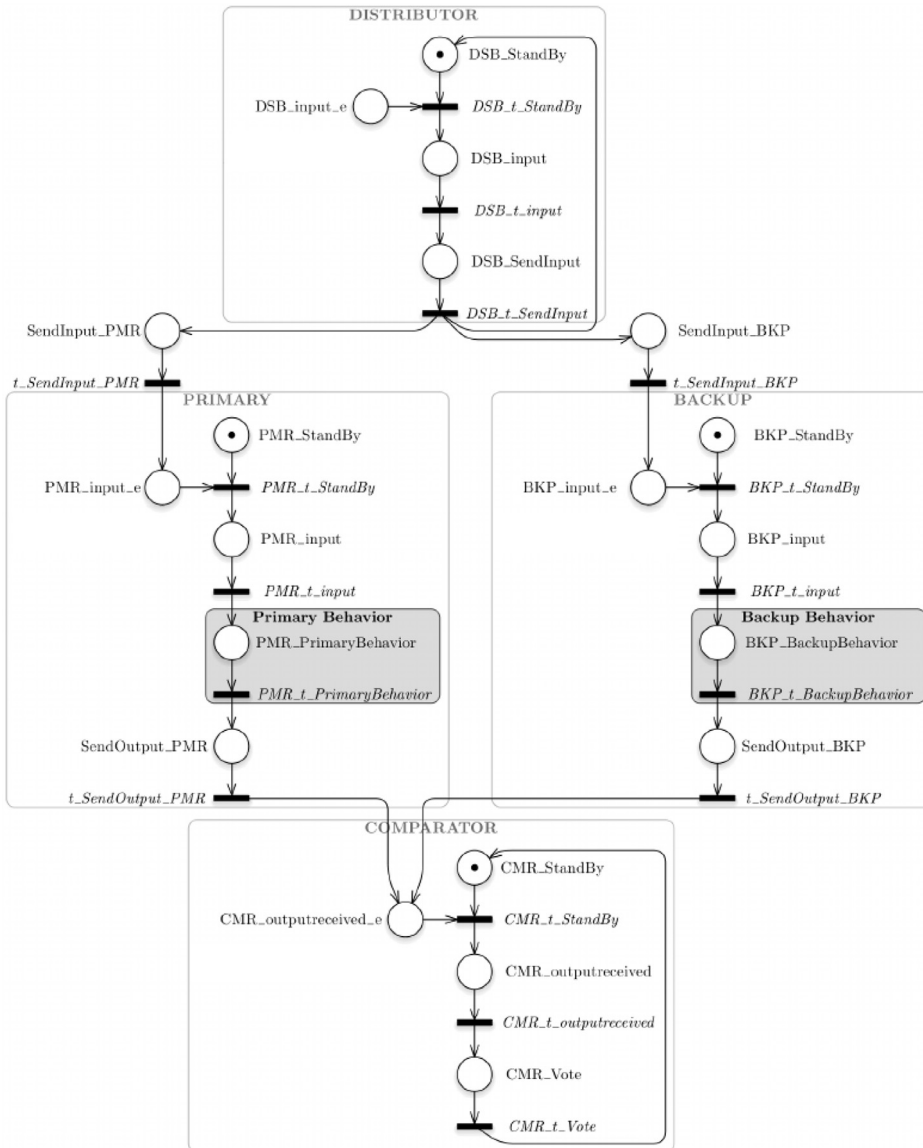 DISTRIBUTOR
DSB_StandBy
DSB_input_e
DSB_t_StandBy
DSB_input
DSB_t_input
DSB_SendInput
DSB_t_SendInput
SendInput_PMR
SendInput_BKP
t_SendInput_PMR
t_SendInput_BKP
PRIMARY
PMR_StandBy
PMR_input_e
PMR_t_StandBy
PMR_input
PMR_t_input
Primary Behavior
PMR_PrimaryBehavior
PMR_t_PrimaryBehavior
SendOutput_PMR
t_SendOutput_PMR
BACKUP
BKP_StandBy
BKP_input_e
BKP_t_StandBy
BKP_input
BKP_t_input
Backup Behavior
BKP_BackupBehavior
BKP_t_BackupBehavior
SendOutput_BKP
t_SendOutput_BKP
COMPARATOR
CMR_StandBy
CMR_outputreceived_e
CMR_t_StandBy
CMR_outputreceived
CMR_t_outputreceived
CMR_Vote
CMR_t_Vote